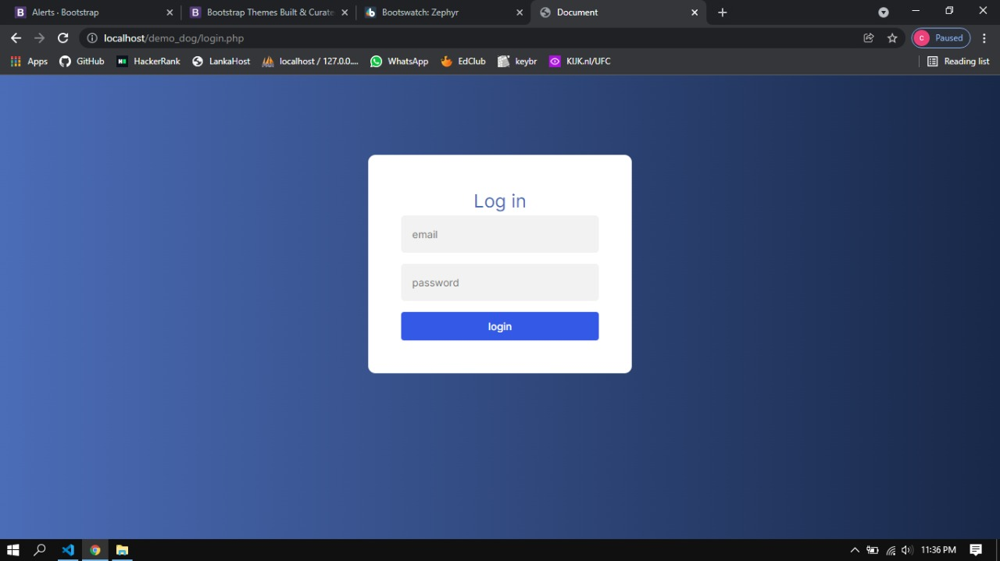 Alerts · Bootstrap
Bootstrap Themes Built & Curate
Bootswatch: Zephyr
Document
localhost/demo_dog/login.php
Paused
Apps
GitHub
HackerRank
LankaHost
localhost / 127.0.0....
WhatsApp
EdClub
keybr
KIJK.nl/UFC
Reading list
Log in
email
password
login
11:36 PM